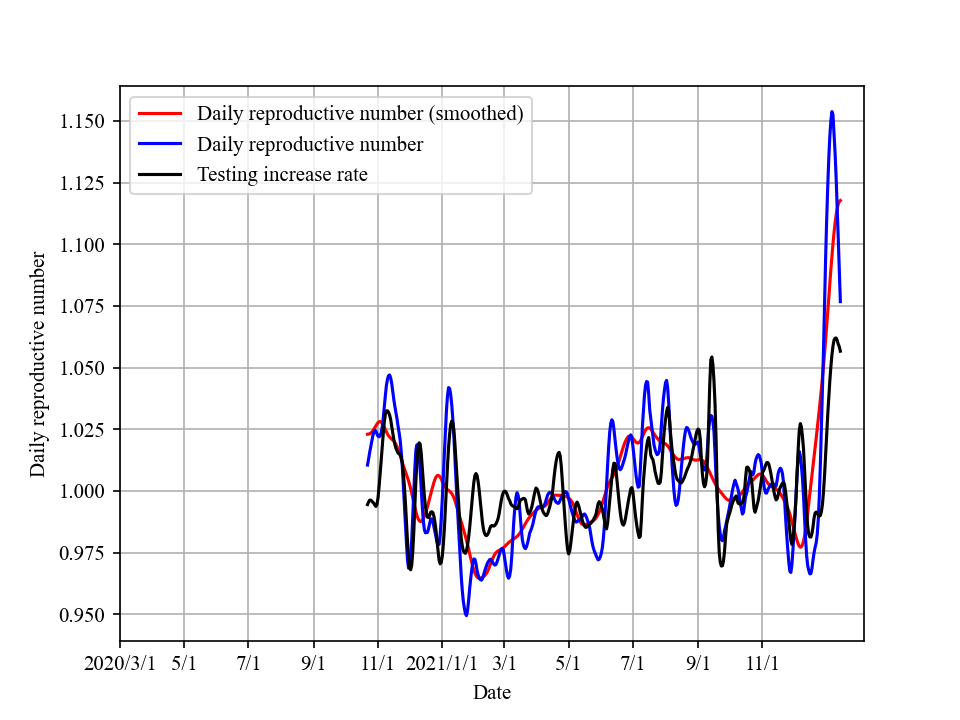 Daily reproductive number (smoothed)
Daily reproductive number
Testing increase rate
1.150
1.125
1.100
1.075
1.050
1.025
1.000
0.975
0.950
Daily reproductive number
2020/3/1 5/1 7/1 9/1 11/1 2021/1/1 3/1 5/1 7/1 9/1 11/1
Date